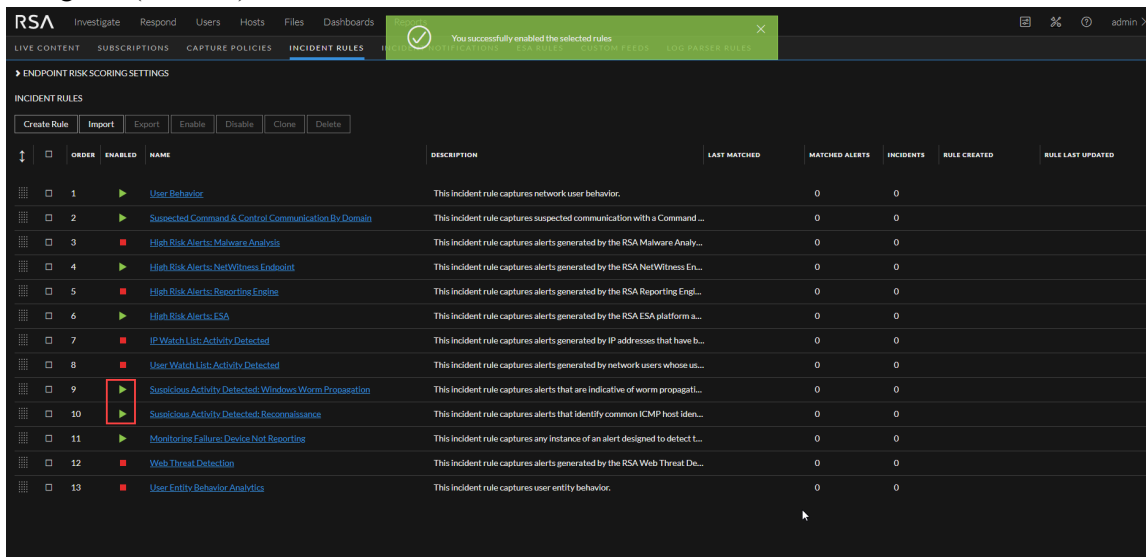 RSA Investigate Respond Users Hosts Files Dashboards Reports admin
You successfully enabled the selected rules
LIVE CONTENT SUBSCRIPTIONS CAPTURE POLICIES INCIDENT RULES INCIDENT NOTIFICATIONS ESA RULES CUSTOM FEEDS LOG PARSER RULES
ENDPOINT RISK SCORING SETTINGS
INCIDENT RULES
Create Rule Import Export Enable Disable Clone Delete
ORDER ENABLED NAME DESCRIPTION LAST MATCHED MATCHED ALERTS INCIDENTS RULE CREATED RULE LAST UPDATED
1 User Behavior This incident rule captures network user behavior. 0 0
2 Suspected Command & Control Communication By Domain This incident rule captures suspected communication with a Command ... 0 0
3 High Risk Alerts: Malware Analysis This incident rule captures alerts generated by the RSA Malware Analy... 0 0
4 High Risk Alerts: NetWitness Endpoint This incident rule captures alerts generated by the RSA NetWitness En... 0 0
5 High Risk Alerts: Reporting Engine This incident rule captures alerts generated by the RSA Reporting Engi... 0 0
6 High Risk Alerts: ESA This incident rule captures alerts generated by the RSA ESA platform a... 0 0
7 IP Watch List: Activity Detected This incident rule captures alerts generated by IP addresses that have b... 0 0
8 User Watch List: Activity Detected This incident rule captures alerts generated by network users whose us... 0 0
9 Suspicious Activity Detected: Windows Worm Propagation This incident rule captures alerts that are indicative of worm propagati... 0 0
10 Suspicious Activity Detected: Reconnaissance This incident rule captures alerts that identify common ICMP host iden... 0 0
11 Monitoring Failure: Device Not Reporting This incident rule captures any instance of an alert designed to detect t... 0 0
12 Web Threat Detection This incident rule captures alerts generated by the RSA Web Threat De... 0 0
13 User Entity Behavior Analytics This incident rule captures user entity behavior. 0 0